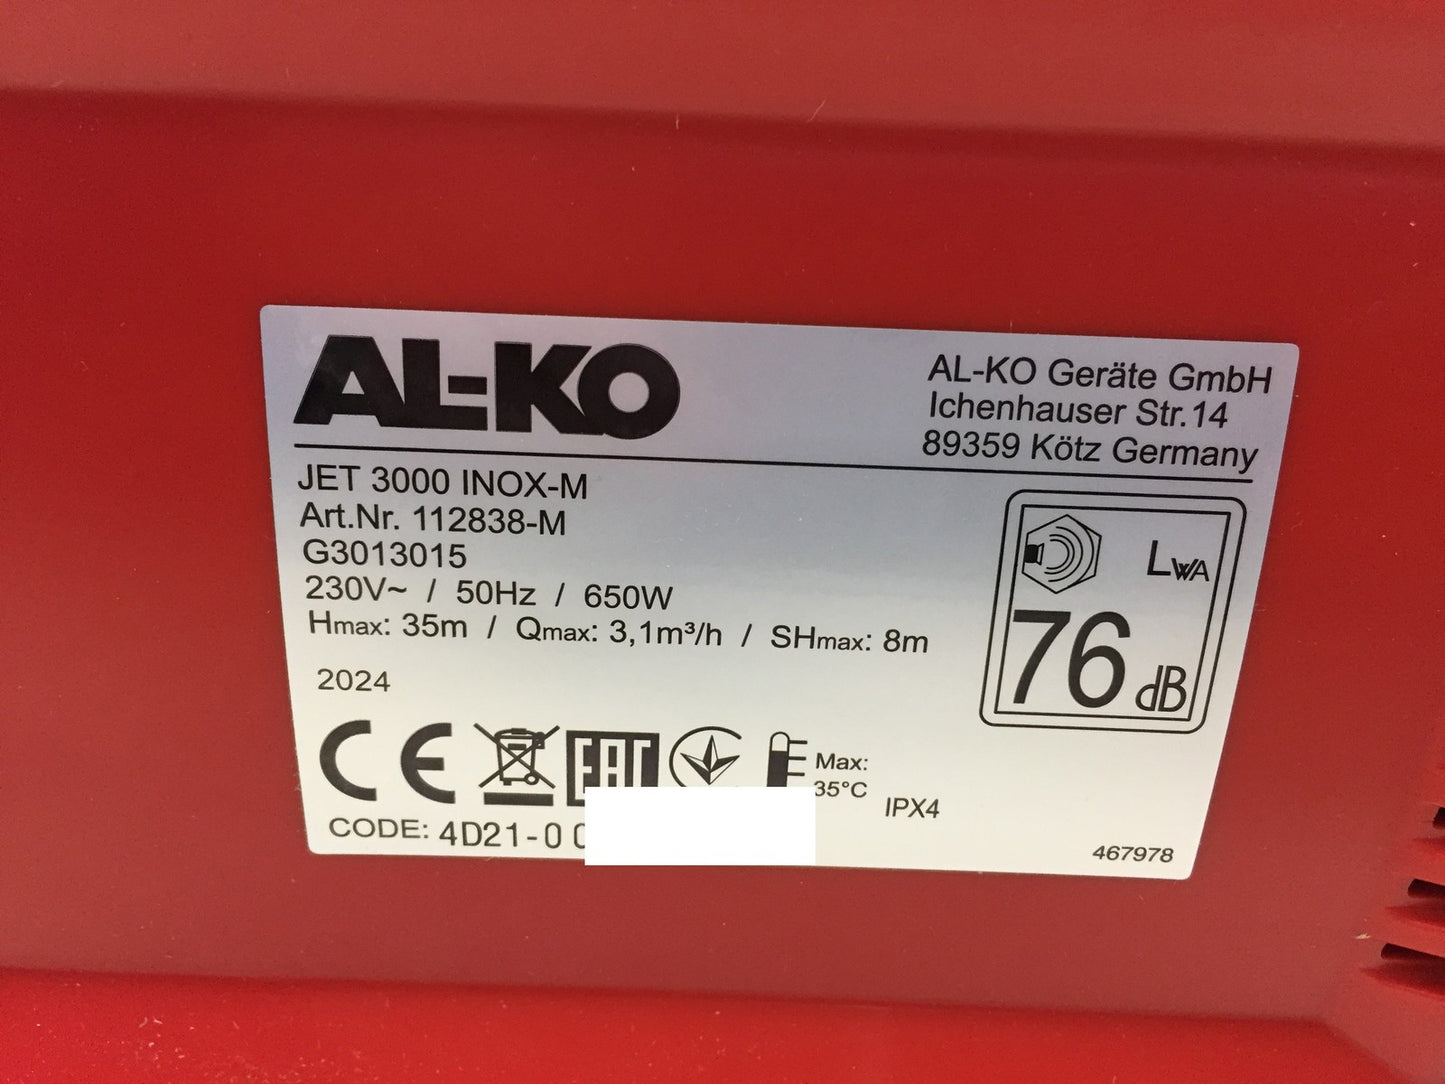 AL-KO
AL-KO Geräte GmbH
Ichenhauser Str.14
89359 Kötz Germany
JET 3000 INOX-M
Art.Nr. 112838-M
G3013015
230V~ / 50Hz / 650W
Hmax: 35m / Qmax: 3,1m³/h / SHmax: 8m
2024
LWA
76 dB
CE
EAC
Max:
35°C
IPX4
CODE: 4D21-0
467978